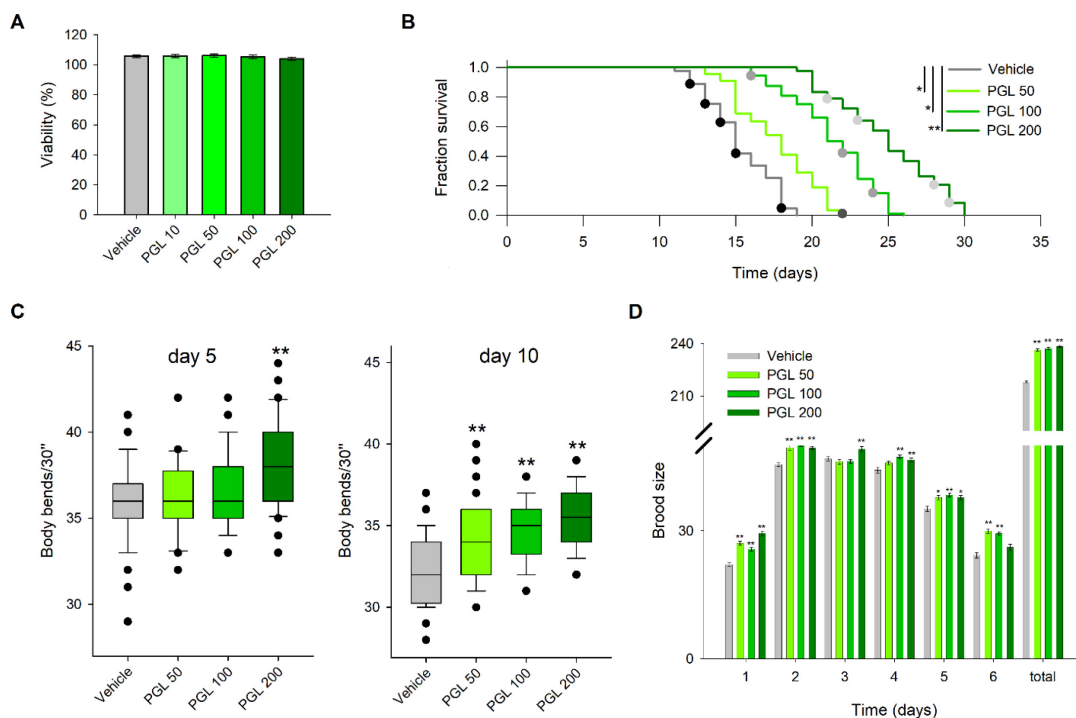 A
120
100
80
60
40
20
0
Viability (%)
Vehicle
PGL 10
PGL 50
PGL 100
PGL 200
B
1.0
0.8
0.6
0.4
0.2
0.0
Fraction survival
0
5
10
15
20
25
30
35
Time (days)
Vehicle
PGL 50
PGL 100
PGL 200
*
*
**
C
day 5
45
40
35
30
Body bends/30"
**
Vehicle
PGL 50
PGL 100
PGL 200
day 10
45
40
35
30
Body bends/30"
**
**
**
Vehicle
PGL 50
PGL 100
PGL 200
D
240
210
30
0
Brood size
Vehicle
PGL 50
PGL 100
PGL 200
** ** **
** ** **
**
** **
* ** *
** **
** ** **
1
2
3
4
5
6
total
Time (days)